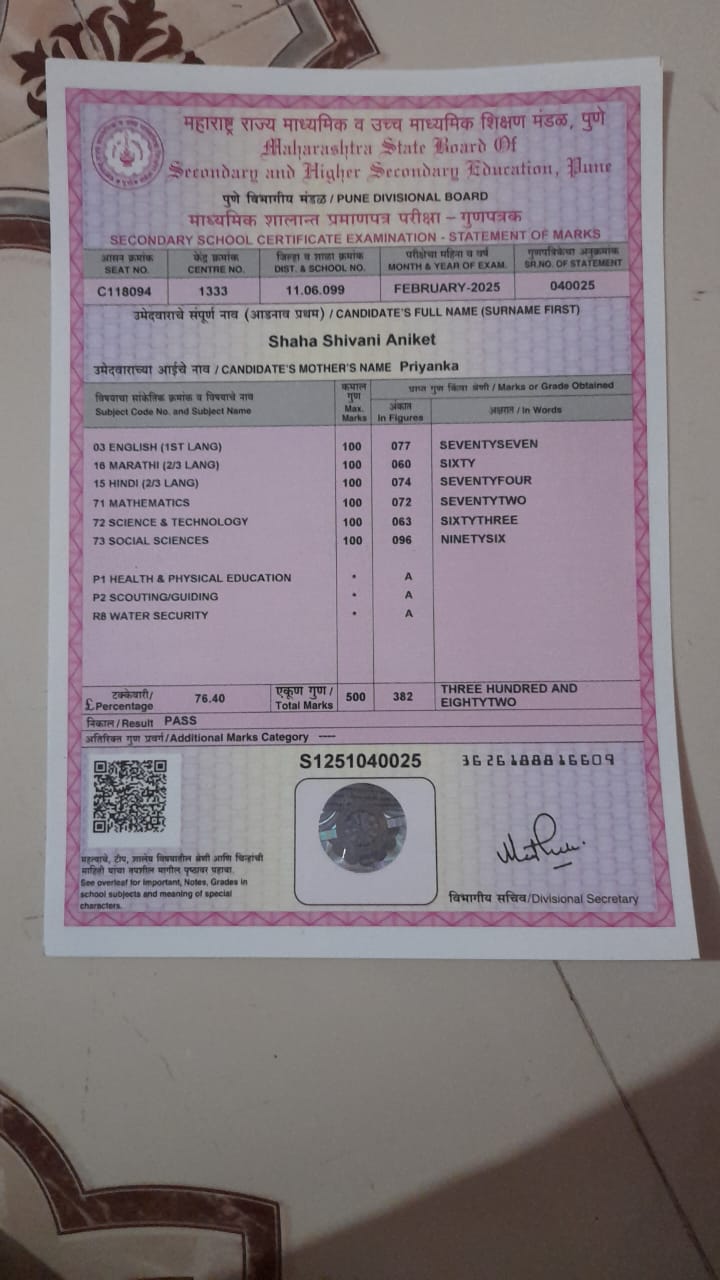 महाराष्ट्र राज्य माध्यमिक व उच्च माध्यमिक शिक्षण मंडळ, पुणे
Maharashtra State Board Of
Secondary and Higher Secondary Education, Pune
पुणे विभागीय मंडळ / PUNE DIVISIONAL BOARD
माध्यमिक शालान्त प्रमाणपत्र परीक्षा – गुणपत्रक
SECONDARY SCHOOL CERTIFICATE EXAMINATION - STATEMENT OF MARKS
आसन क्रमांक केंद्र क्रमांक जिल्हा व शाळा क्रमांक परीक्षेचा महिना व वर्ष गुणपत्रिकेचा अनुक्रमांक
SEAT NO. CENTRE NO. DIST. & SCHOOL NO. MONTH & YEAR OF EXAM. SR.NO. OF STATEMENT
C118094 1333 11.06.099 FEBRUARY-2025 040025
उमेदवाराचे संपूर्ण नाव (आडनाव प्रथम) / CANDIDATE'S FULL NAME (SURNAME FIRST)
Shaha Shivani Aniket
उमेदवाराच्या आईचे नाव / CANDIDATE'S MOTHER'S NAME Priyanka
विषयाचा सांकेतिक क्रमांक व विषयाचे नाव कमाल गुण प्राप्त गुण किंवा श्रेणी / Marks or Grade Obtained
Subject Code No. and Subject Name Max. Marks अंकात In Figures अक्षरात / In Words
03 ENGLISH (1ST LANG) 100 077 SEVENTYSEVEN
16 MARATHI (2/3 LANG) 100 060 SIXTY
15 HINDI (2/3 LANG) 100 074 SEVENTYFOUR
71 MATHEMATICS 100 072 SEVENTYTWO
72 SCIENCE & TECHNOLOGY 100 063 SIXTYTHREE
73 SOCIAL SCIENCES 100 096 NINETYSIX
P1 HEALTH & PHYSICAL EDUCATION * A
P2 SCOUTING/GUIDING * A
R8 WATER SECURITY * A
टक्केवारी/ एकूण गुण / THREE HUNDRED AND
£ Percentage 76.40 Total Marks 500 382 EIGHTYTWO
निकाल / Result PASS
अतिरिक्त गुण प्रवर्ग/Additional Marks Category ----
S1251040025 3626188816609
महत्वाचे, टीप, शालेय विषयातील श्रेणी आणि चिन्हांची
माहिती यांचा तपशील मागील पृष्ठावर पहावा.
See overleaf for Important, Notes, Grades in
school subjects and meaning of special
characters.
विभागीय सचिव/Divisional Secretary